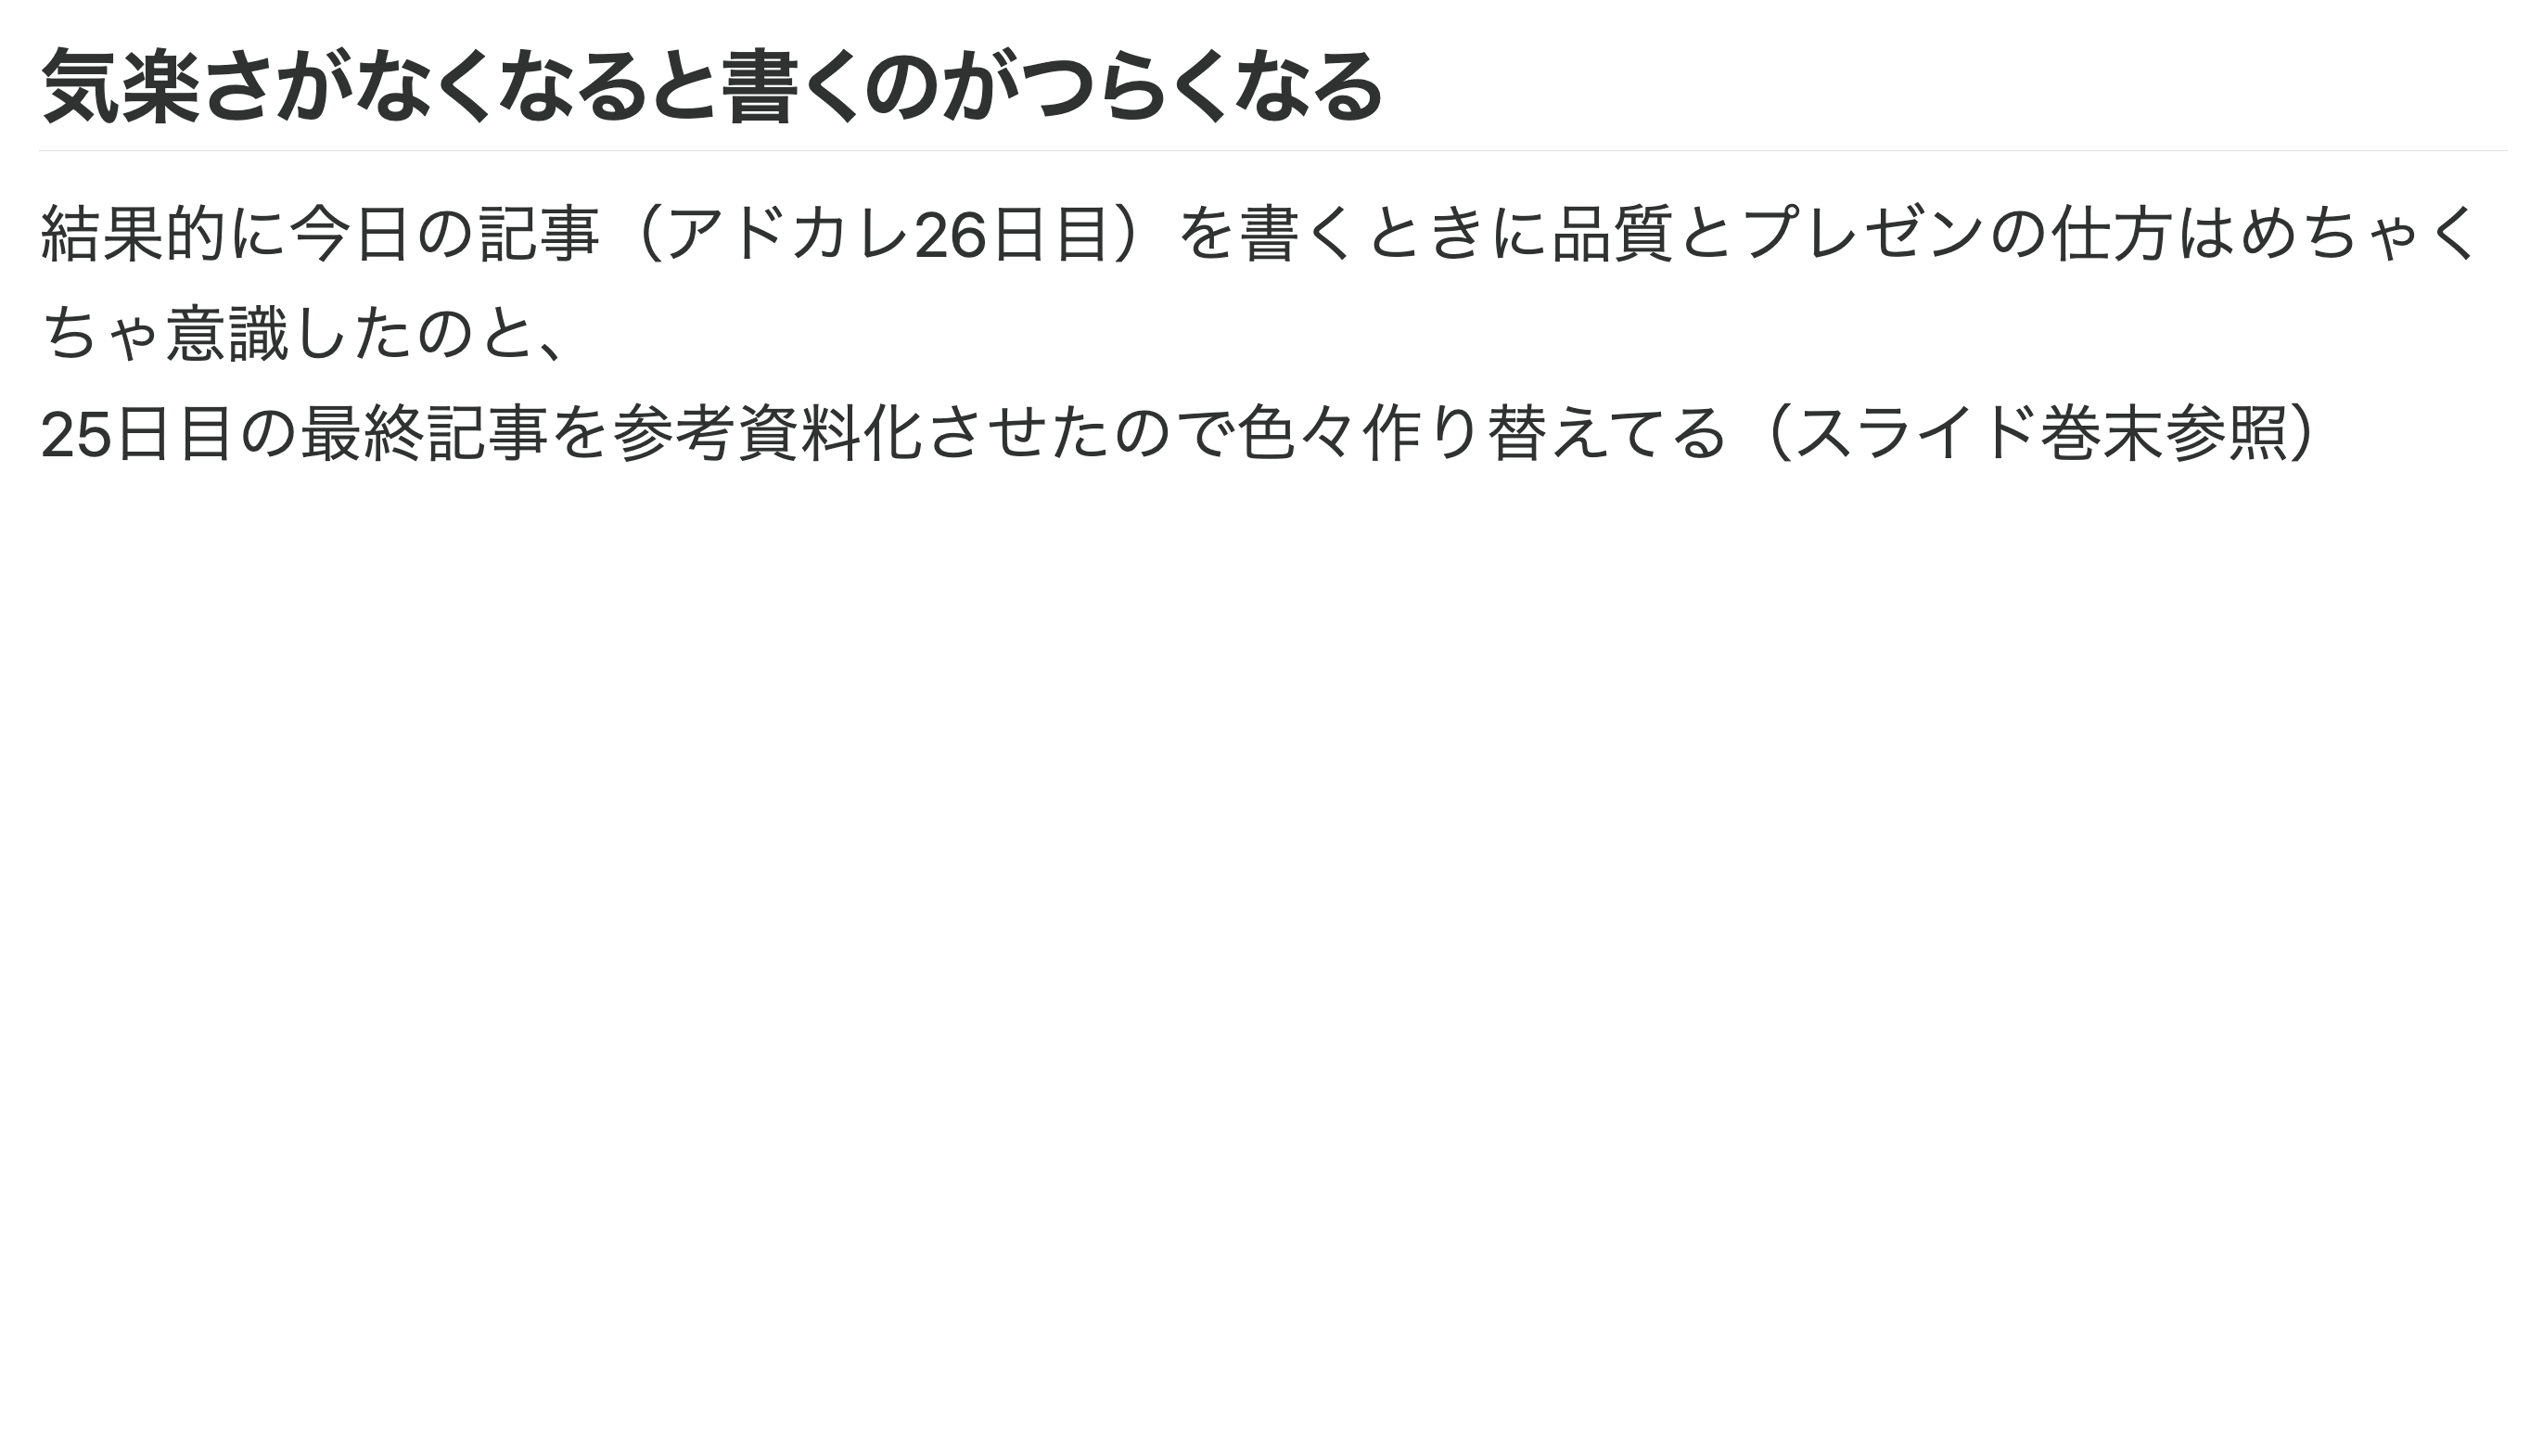 気楽さがなくなると書くのがつらくなる
結果的に今日の記事（アドカレ26日目）を書くときに品質とプレゼンの仕方はめちゃく
ちゃ意識したのと、
25日目の最終記事を参考資料化させたので色々作り替えてる（スライド巻末参照）